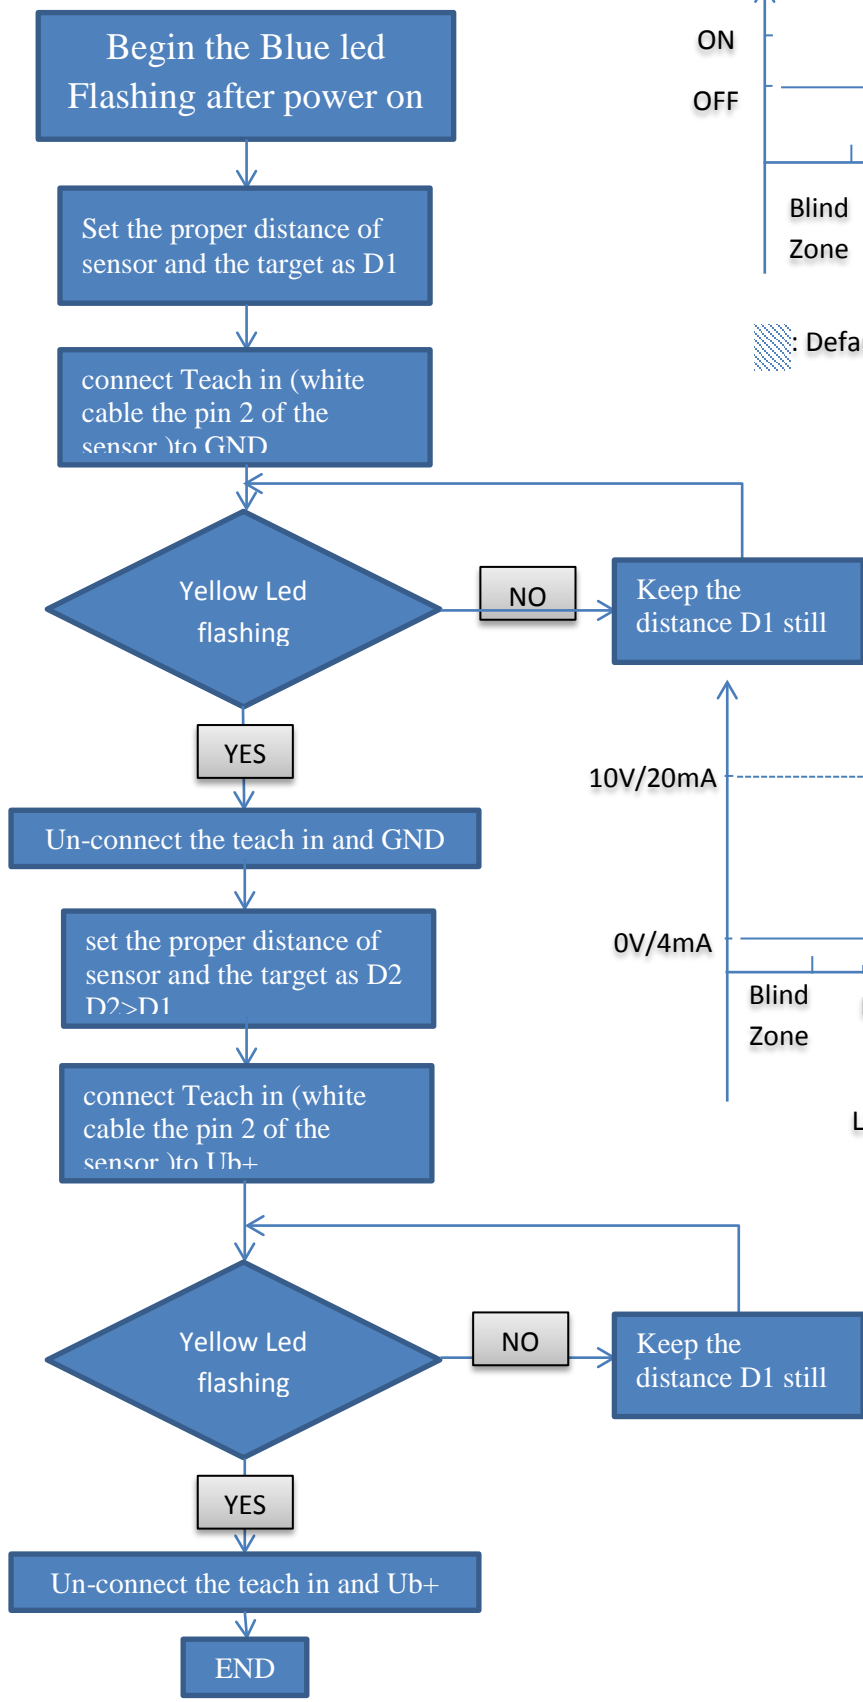 Begin the Blue led
Flashing after power on
ON
OFF
Blind
Zone
Set the proper distance of
sensor and the target as D1
connect Teach in (white
cable the pin 2 of the
sensor )to GND
Yellow Led
flashing
NO
Keep the
distance D1 still
YES
10V/20mA
Un-connect the teach in and GND
set the proper distance of
sensor and the target as D2
D2>D1
0V/4mA
Blind
Zone
connect Teach in (white
cable the pin 2 of the
sensor )to Ub+
Yellow Led
flashing
NO
Keep the
distance D1 still
YES
Un-connect the teach in and Ub+
END